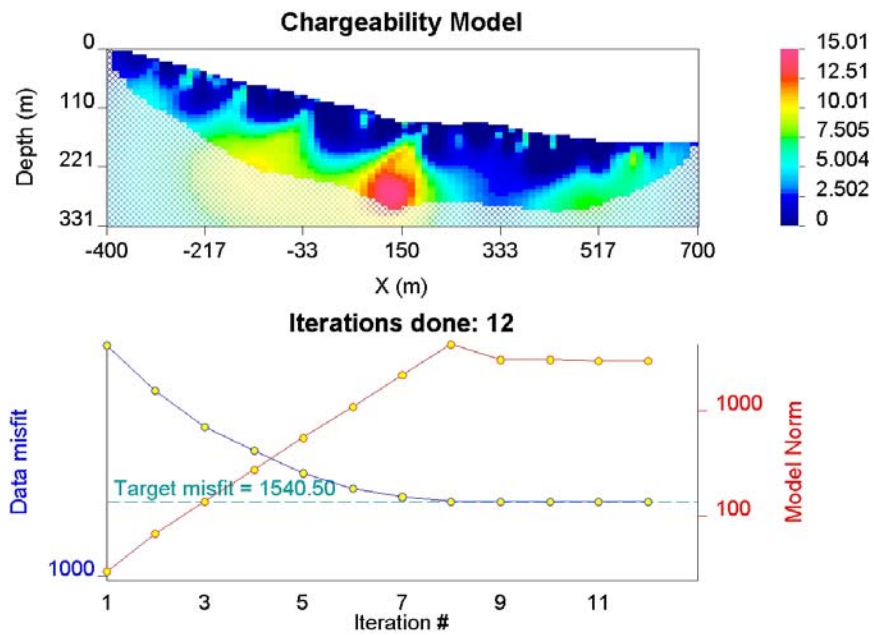 Chargeability Model
Depth (m)
0
110
221
331
-400 -217 -33 150 333 517 700
X (m)
15.01
12.51
10.01
7.505
5.004
2.502
0
Iterations done: 12
Data misfit
1000
Target misfit = 1540.50
1000
100
Model Norm
1 3 5 7 9 11
Iteration #